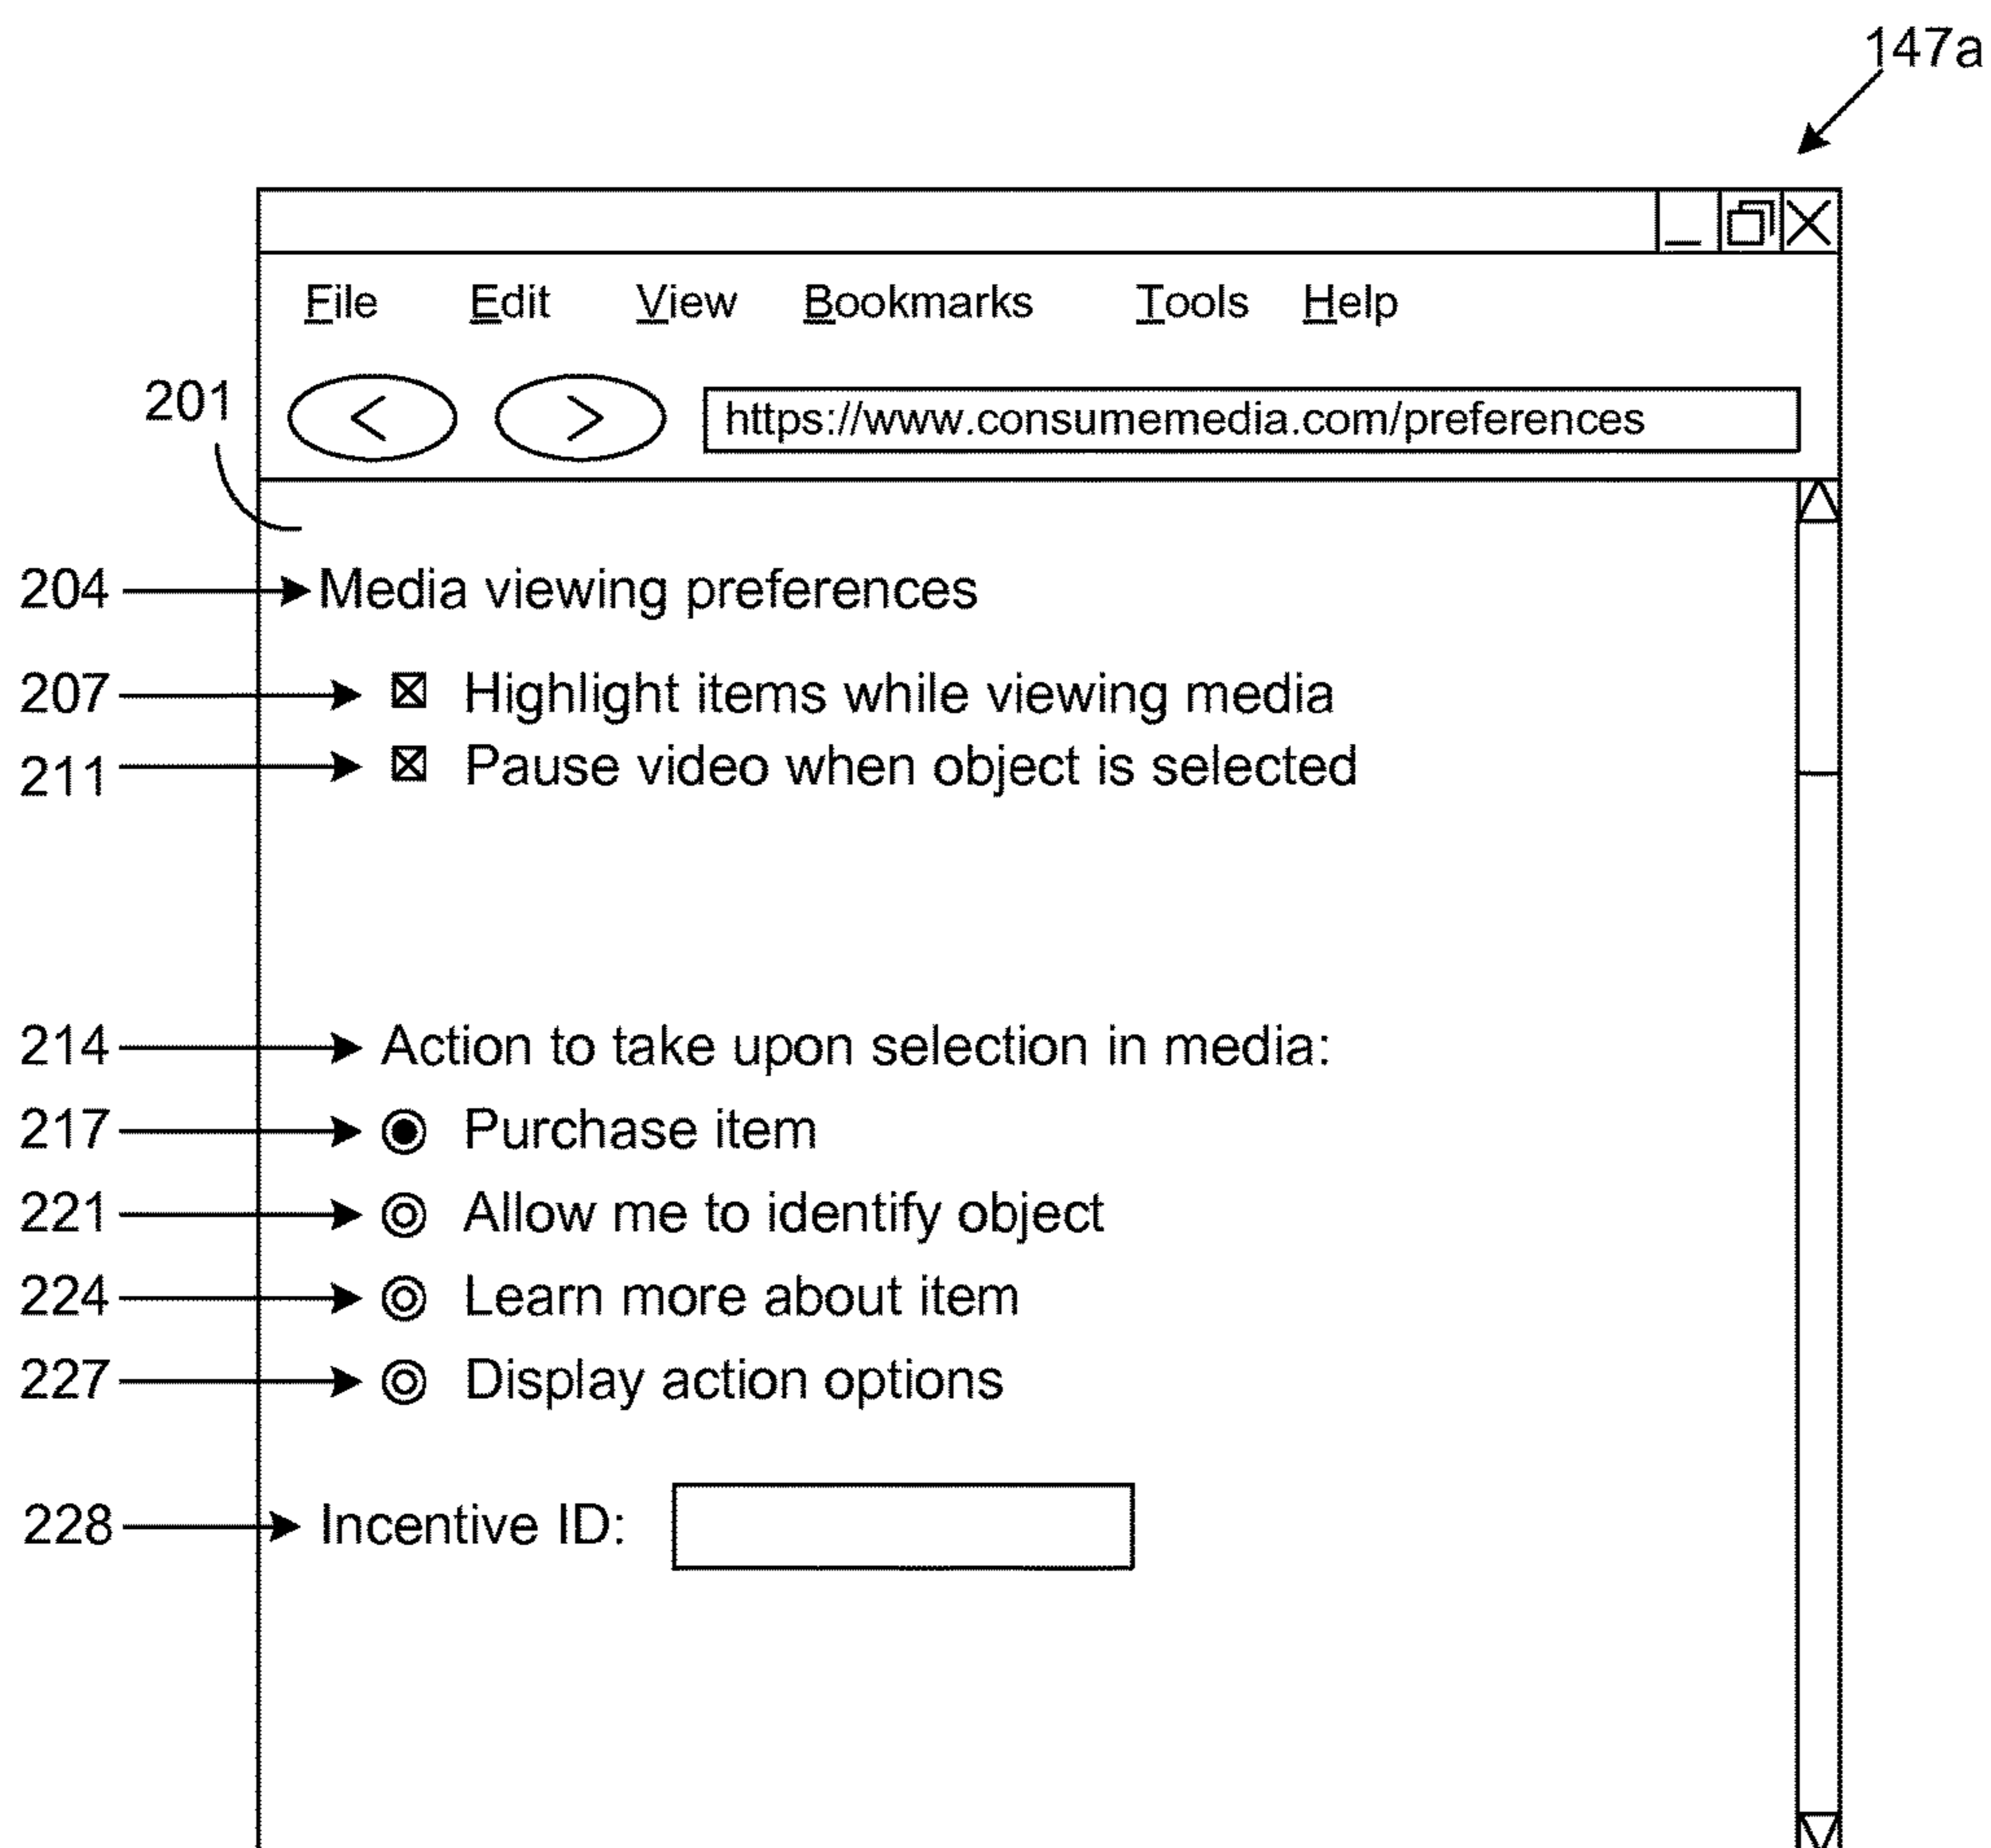 147a
File Edit View Bookmarks Tools Help
201
https://www.consumemedia.com/preferences
204 Media viewing preferences
207 Highlight items while viewing media
211 Pause video when object is selected
214 Action to take upon selection in media:
217 Purchase item
221 Allow me to identify object
224 Learn more about item
227 Display action options
228 Incentive ID: